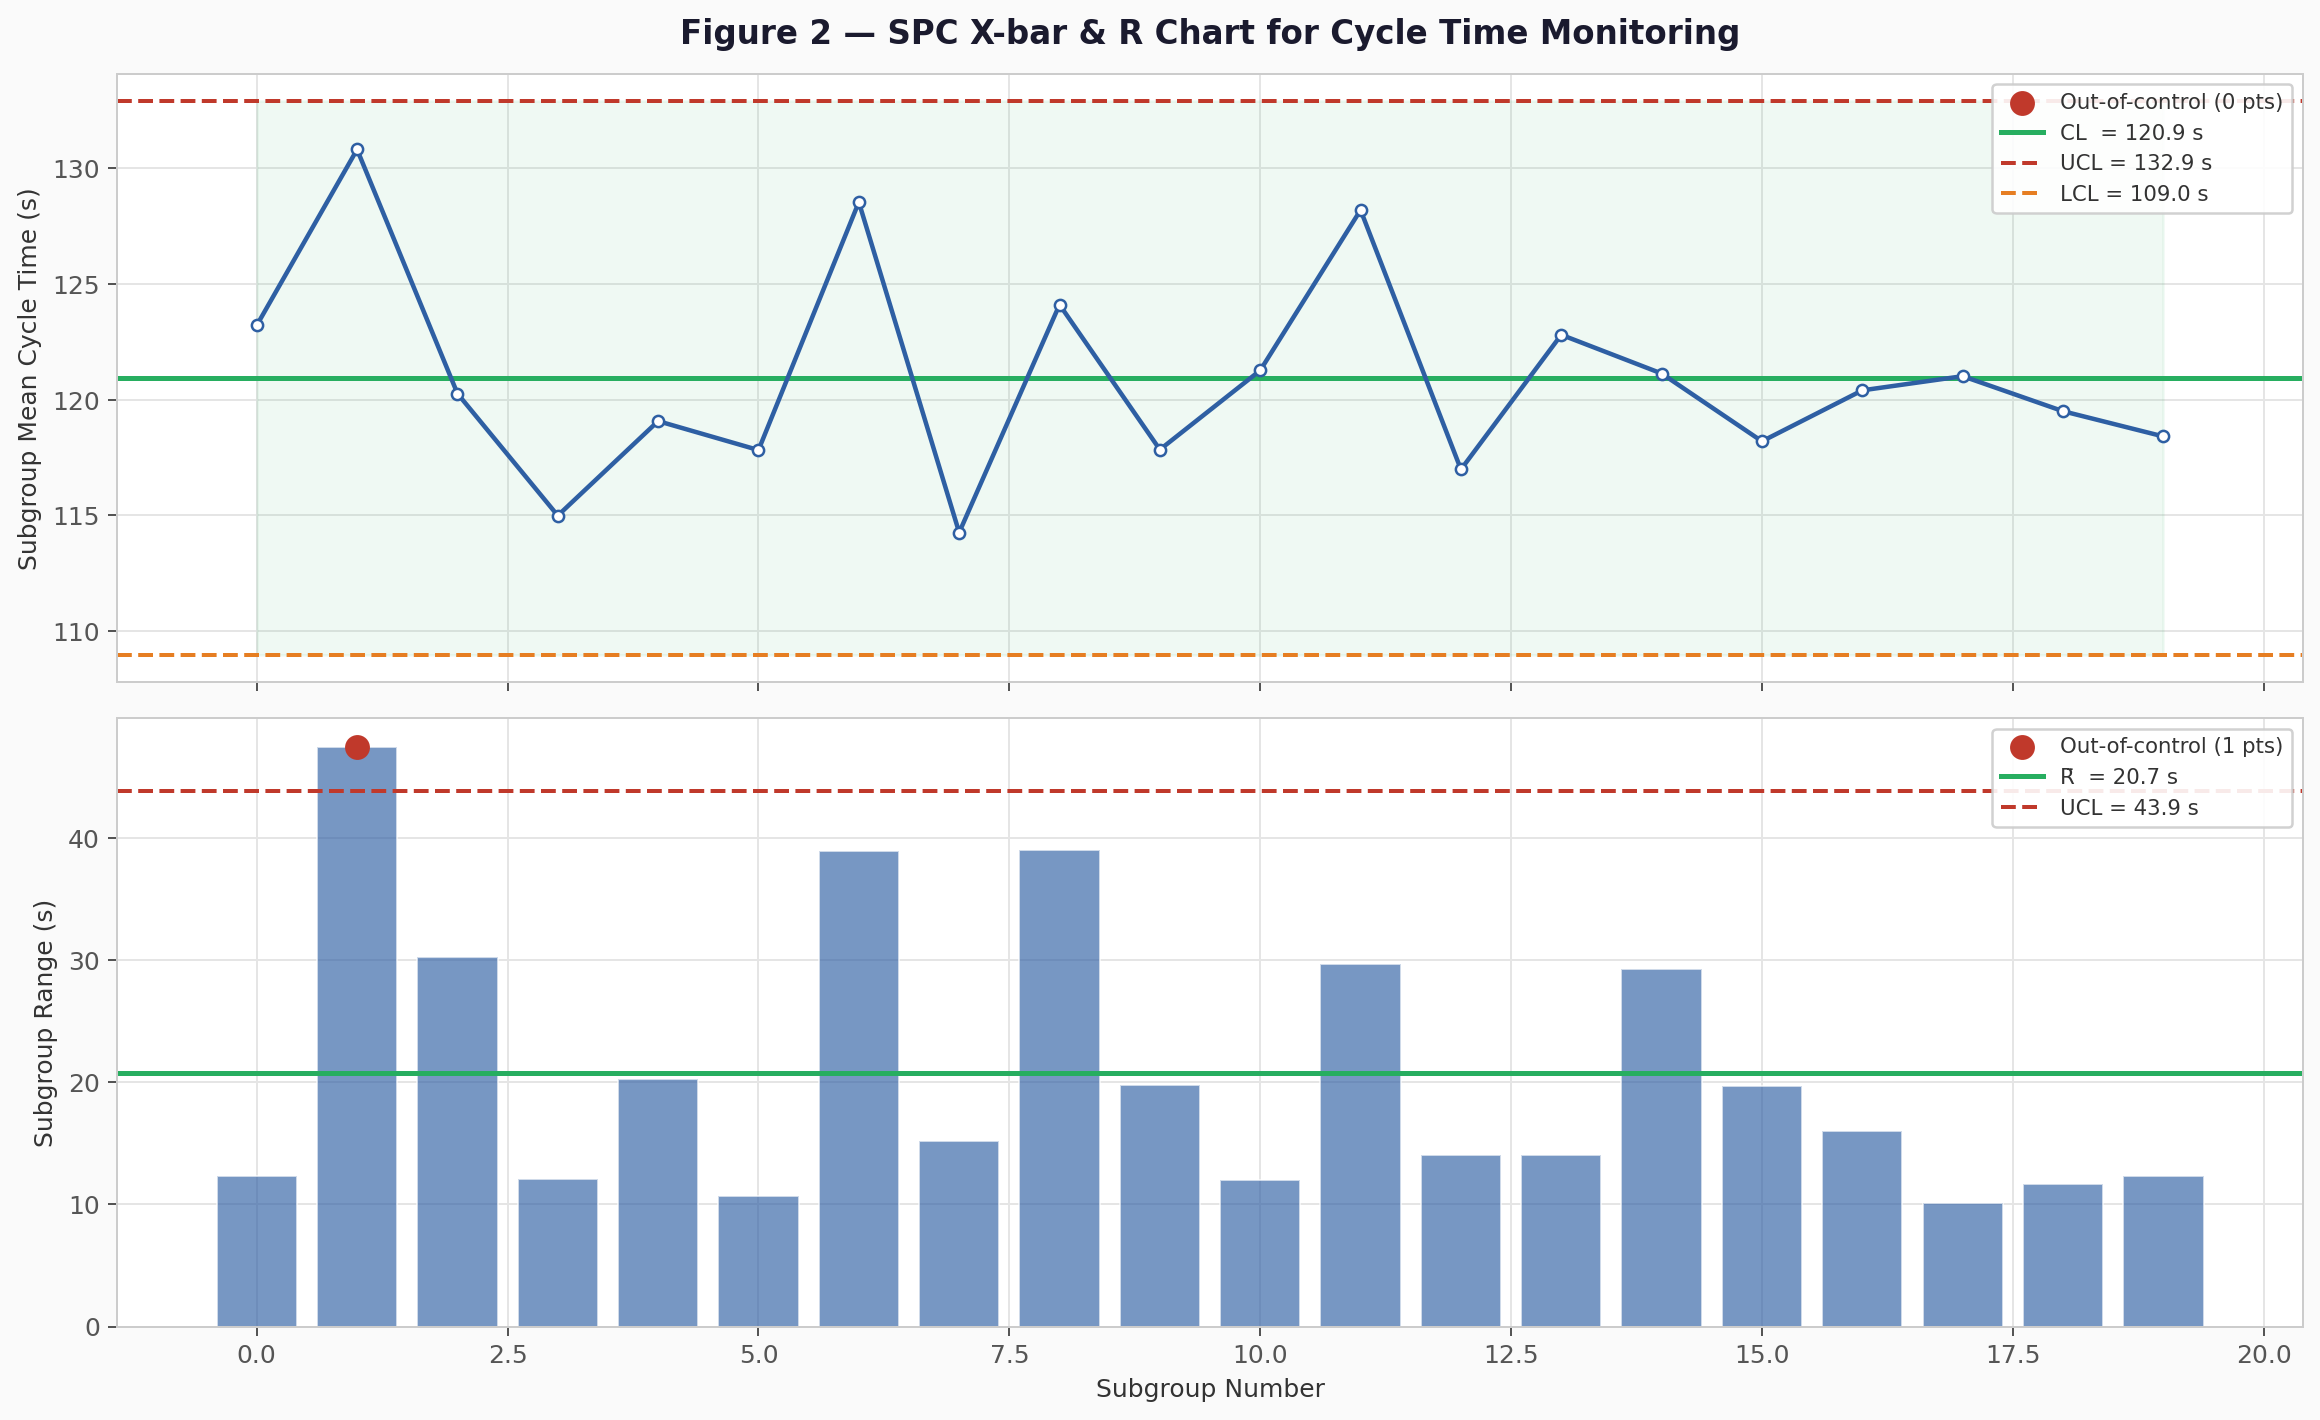 Figure 2 — SPC X-bar & R Chart for Cycle Time Monitoring
Subgroup Mean Cycle Time (s)
130
125
120
115
110
Out-of-control (0 pts)
CL = 120.9 s
UCL = 132.9 s
LCL = 109.0 s
Subgroup Range (s)
40
30
20
10
0
Out-of-control (1 pts)
R̄ = 20.7 s
UCL = 43.9 s
0.0 2.5 5.0 7.5 10.0 12.5 15.0 17.5 20.0
Subgroup Number